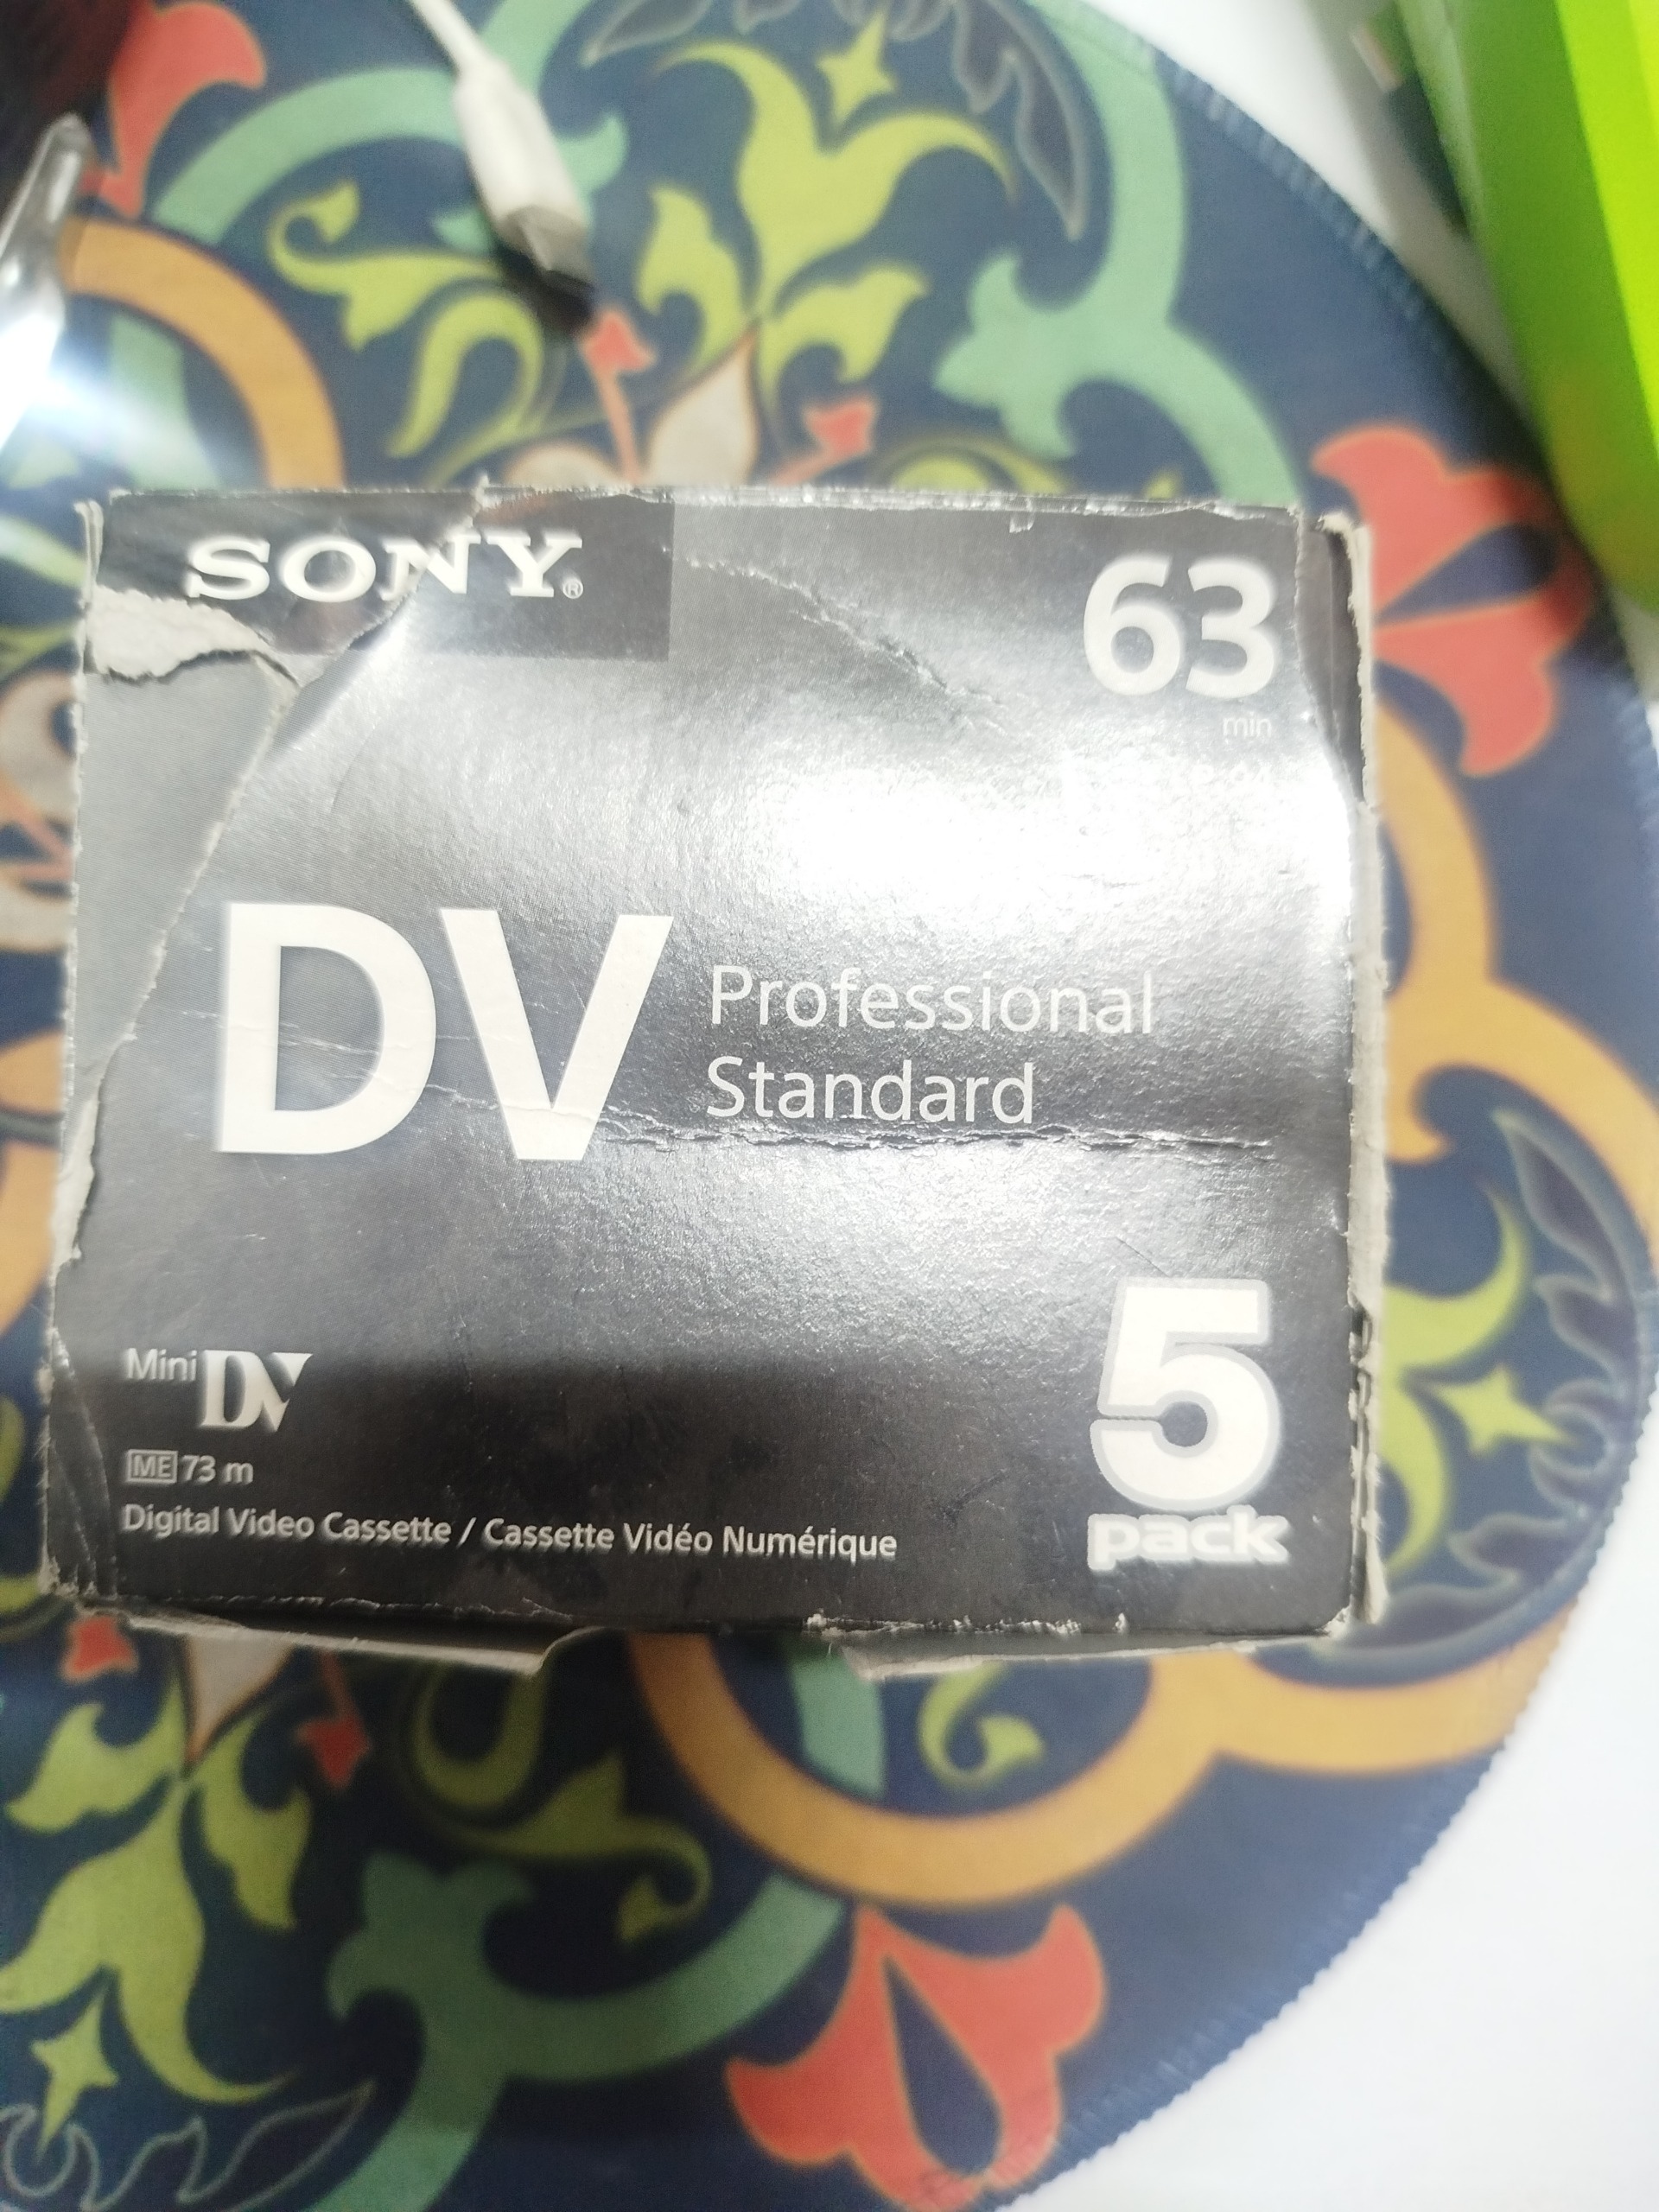 SONY®
63
min
DV Professional
Standard
Mini DV
ME 73 m
Digital Video Cassette / Cassette Vidéo Numérique
5
pack